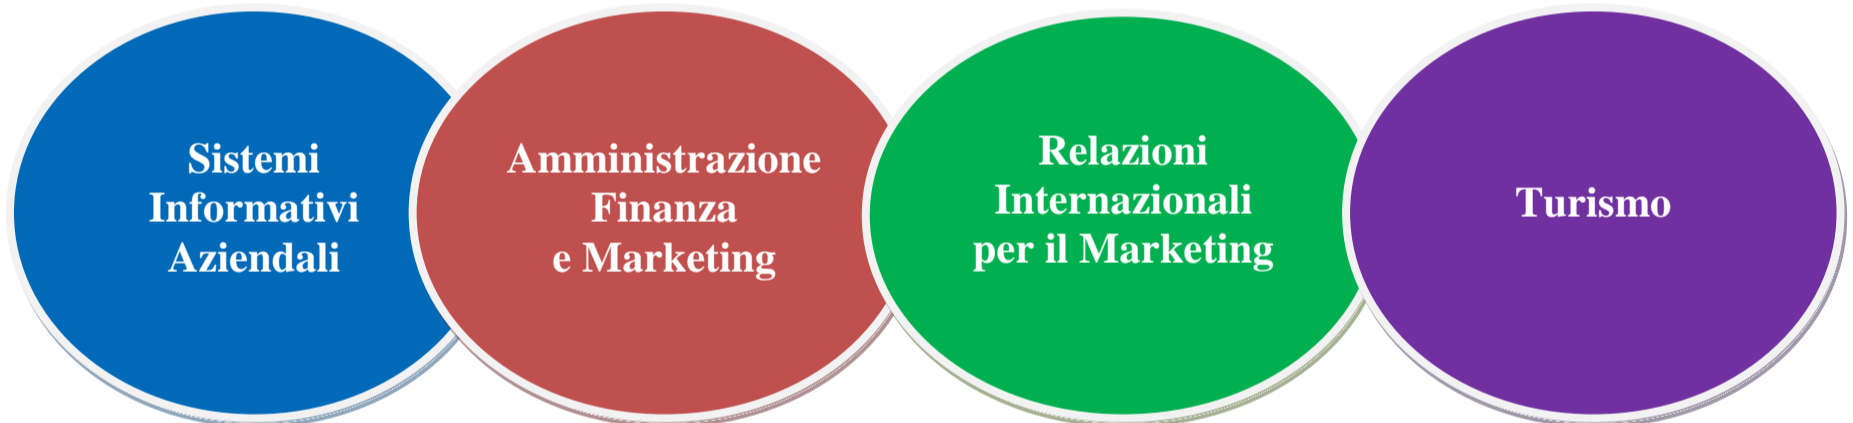 Sistemi
Informativi
Aziendali
Amministrazione
Finanza
e Marketing
Relazioni
Internazionali
per il Marketing
Turismo